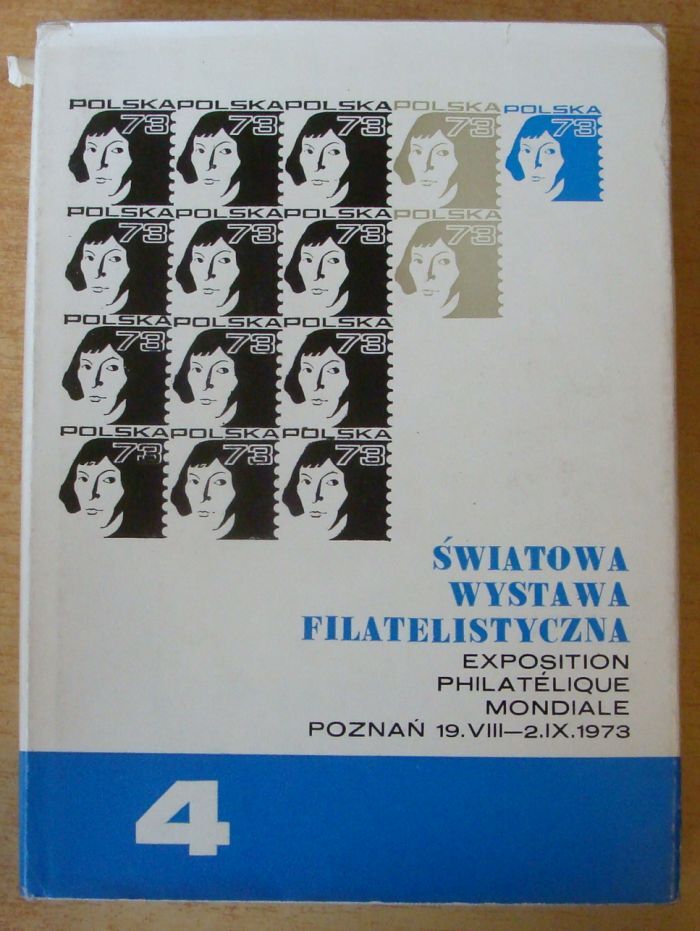 POLSKA POLSKA POLSKA POLSKA POLSKA
73 73 73 73 73
POLSKA POLSKA POLSKA POLSKA
73 73 73 73
POLSKA POLSKA POLSKA
73 73 73
POLSKA POLSKA POLSKA
73 73 73
ŚWIATOWA
WYSTAWA
FILATELISTYCZNA
EXPOSITION
PHILATÉLIQUE
MONDIALE
POZNAŃ 19.VIII—2.IX.1973
4